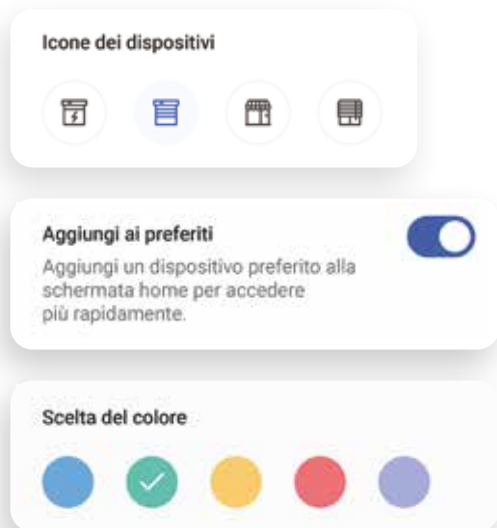 Icone dei dispositivi
Aggiungi ai preferiti
Aggiungi un dispositivo preferito alla
schermata home per accedere
più rapidamente.
Scelta del colore